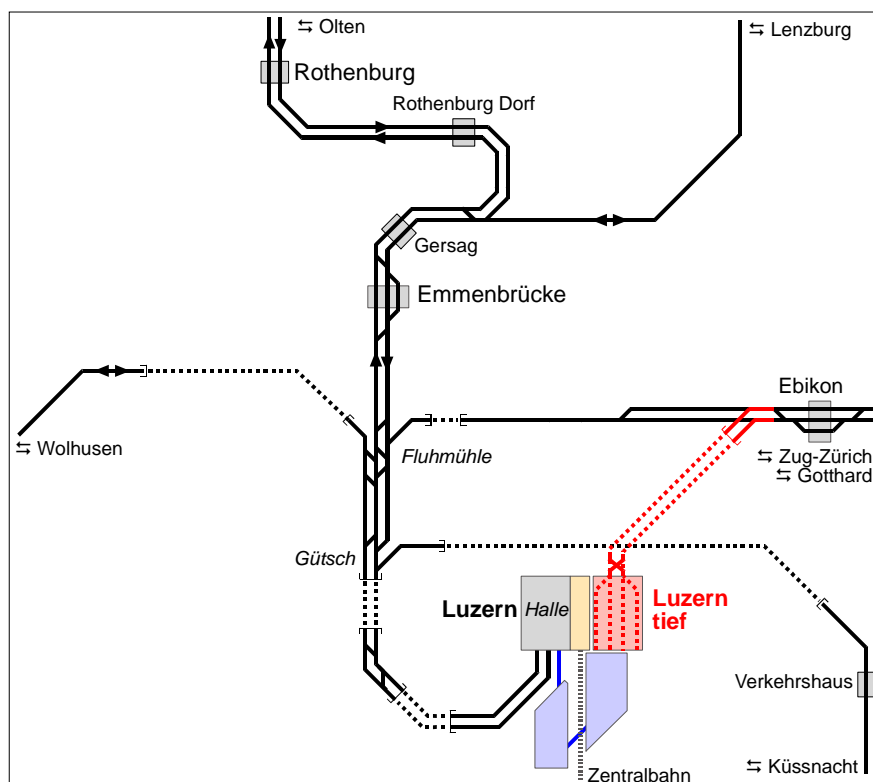 ⇆ Olten
⇆ Lenzburg
Rothenburg
Rothenburg Dorf
Gersag
Emmenbrücke
Ebikon
⇆ Wolhusen
Fluhmühle
⇆ Zug-Zürich
⇆ Gotthard
Gütsch
Luzern
Halle
Luzern
tief
Verkehrshaus
Zentralbahn
⇆ Küssnacht